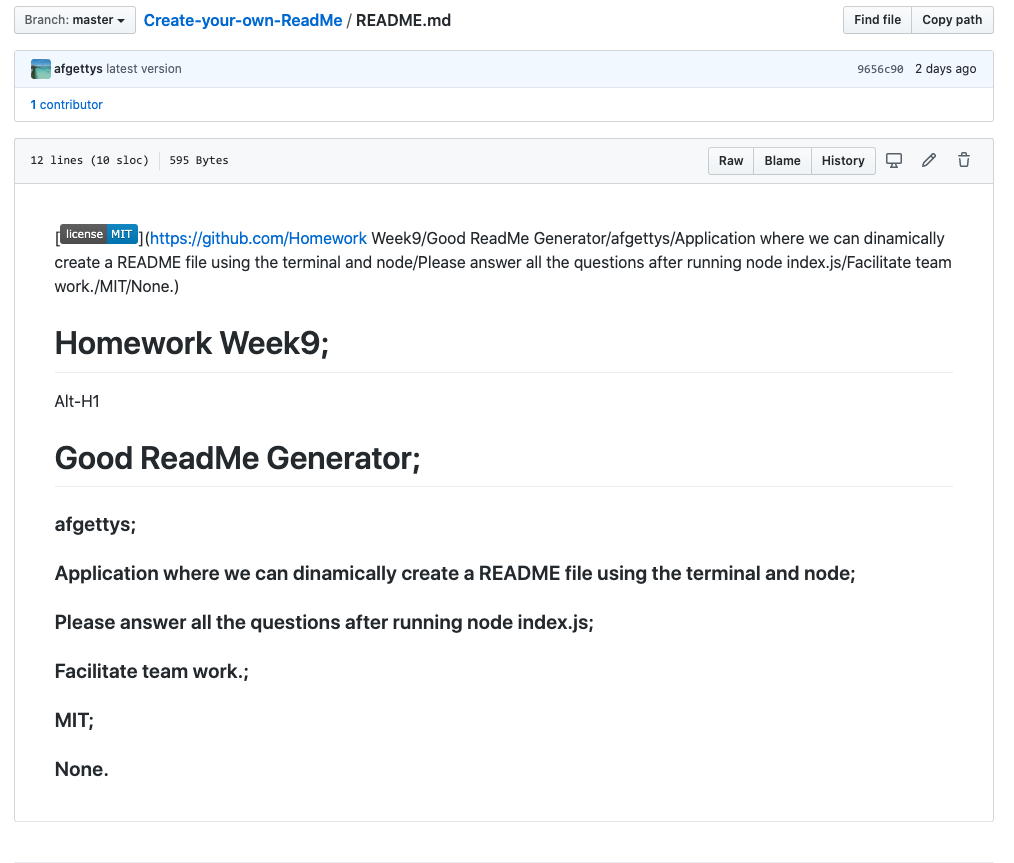 Branch: master
Create-your-own-ReadMe / README.md
Find file
Copy path
afgettys latest version
9656c90 2 days ago
1 contributor
12 lines (10 sloc)
595 Bytes
Raw
Blame
History
[license MIT](https://github.com/Homework Week9/Good ReadMe Generator/afgettys/Application where we can dinamically
create a README file using the terminal and node/Please answer all the questions after running node index.js/Facilitate team
work./MIT/None.)
Homework Week9;
Alt-H1
Good ReadMe Generator;
afgettys;
Application where we can dinamically create a README file using the terminal and node;
Please answer all the questions after running node index.js;
Facilitate team work.;
MIT;
None.